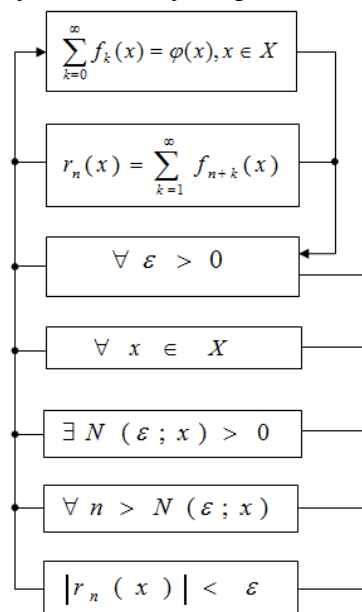 ∑_{k=0}^{∞} f_k(x) = φ(x), x ∈ X
r_n(x) = ∑_{k=1}^{∞} f_{n+k}(x)
∀ ε > 0
∀ x ∈ X
∃ N (ε ; x) > 0
∀ n > N (ε ; x)
|r_n (x)| < ε